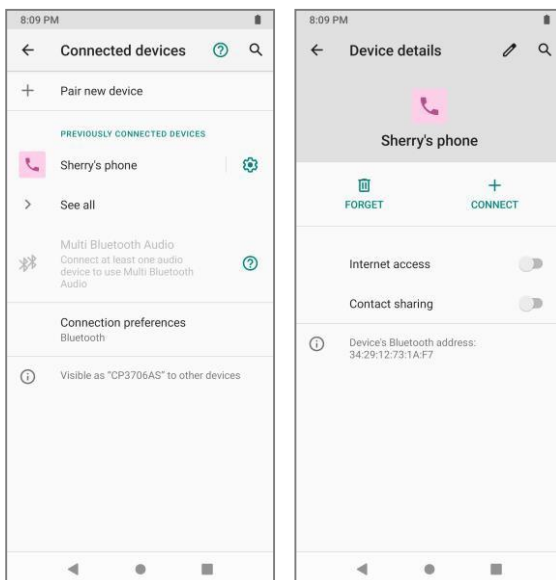 8:09 PM
Connected devices
Pair new device
PREVIOUSLY CONNECTED DEVICES
Sherry's phone
See all
Multi Bluetooth Audio
Connect at least one audio
device to use Multi Bluetooth
Audio
Connection preferences
Bluetooth
Visible as "CP3706AS" to other devices
8:09 PM
Device details
Sherry's phone
FORGET
CONNECT
Internet access
Contact sharing
Device's Bluetooth address:
34:29:12:73:1A:F7